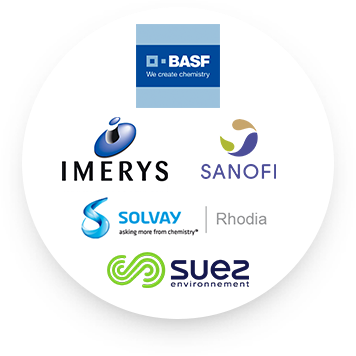 BASF
We create chemistry
IMERYS
SANOFI
SOLVAY
asking more from chemistry®
Rhodia
suez
environnement